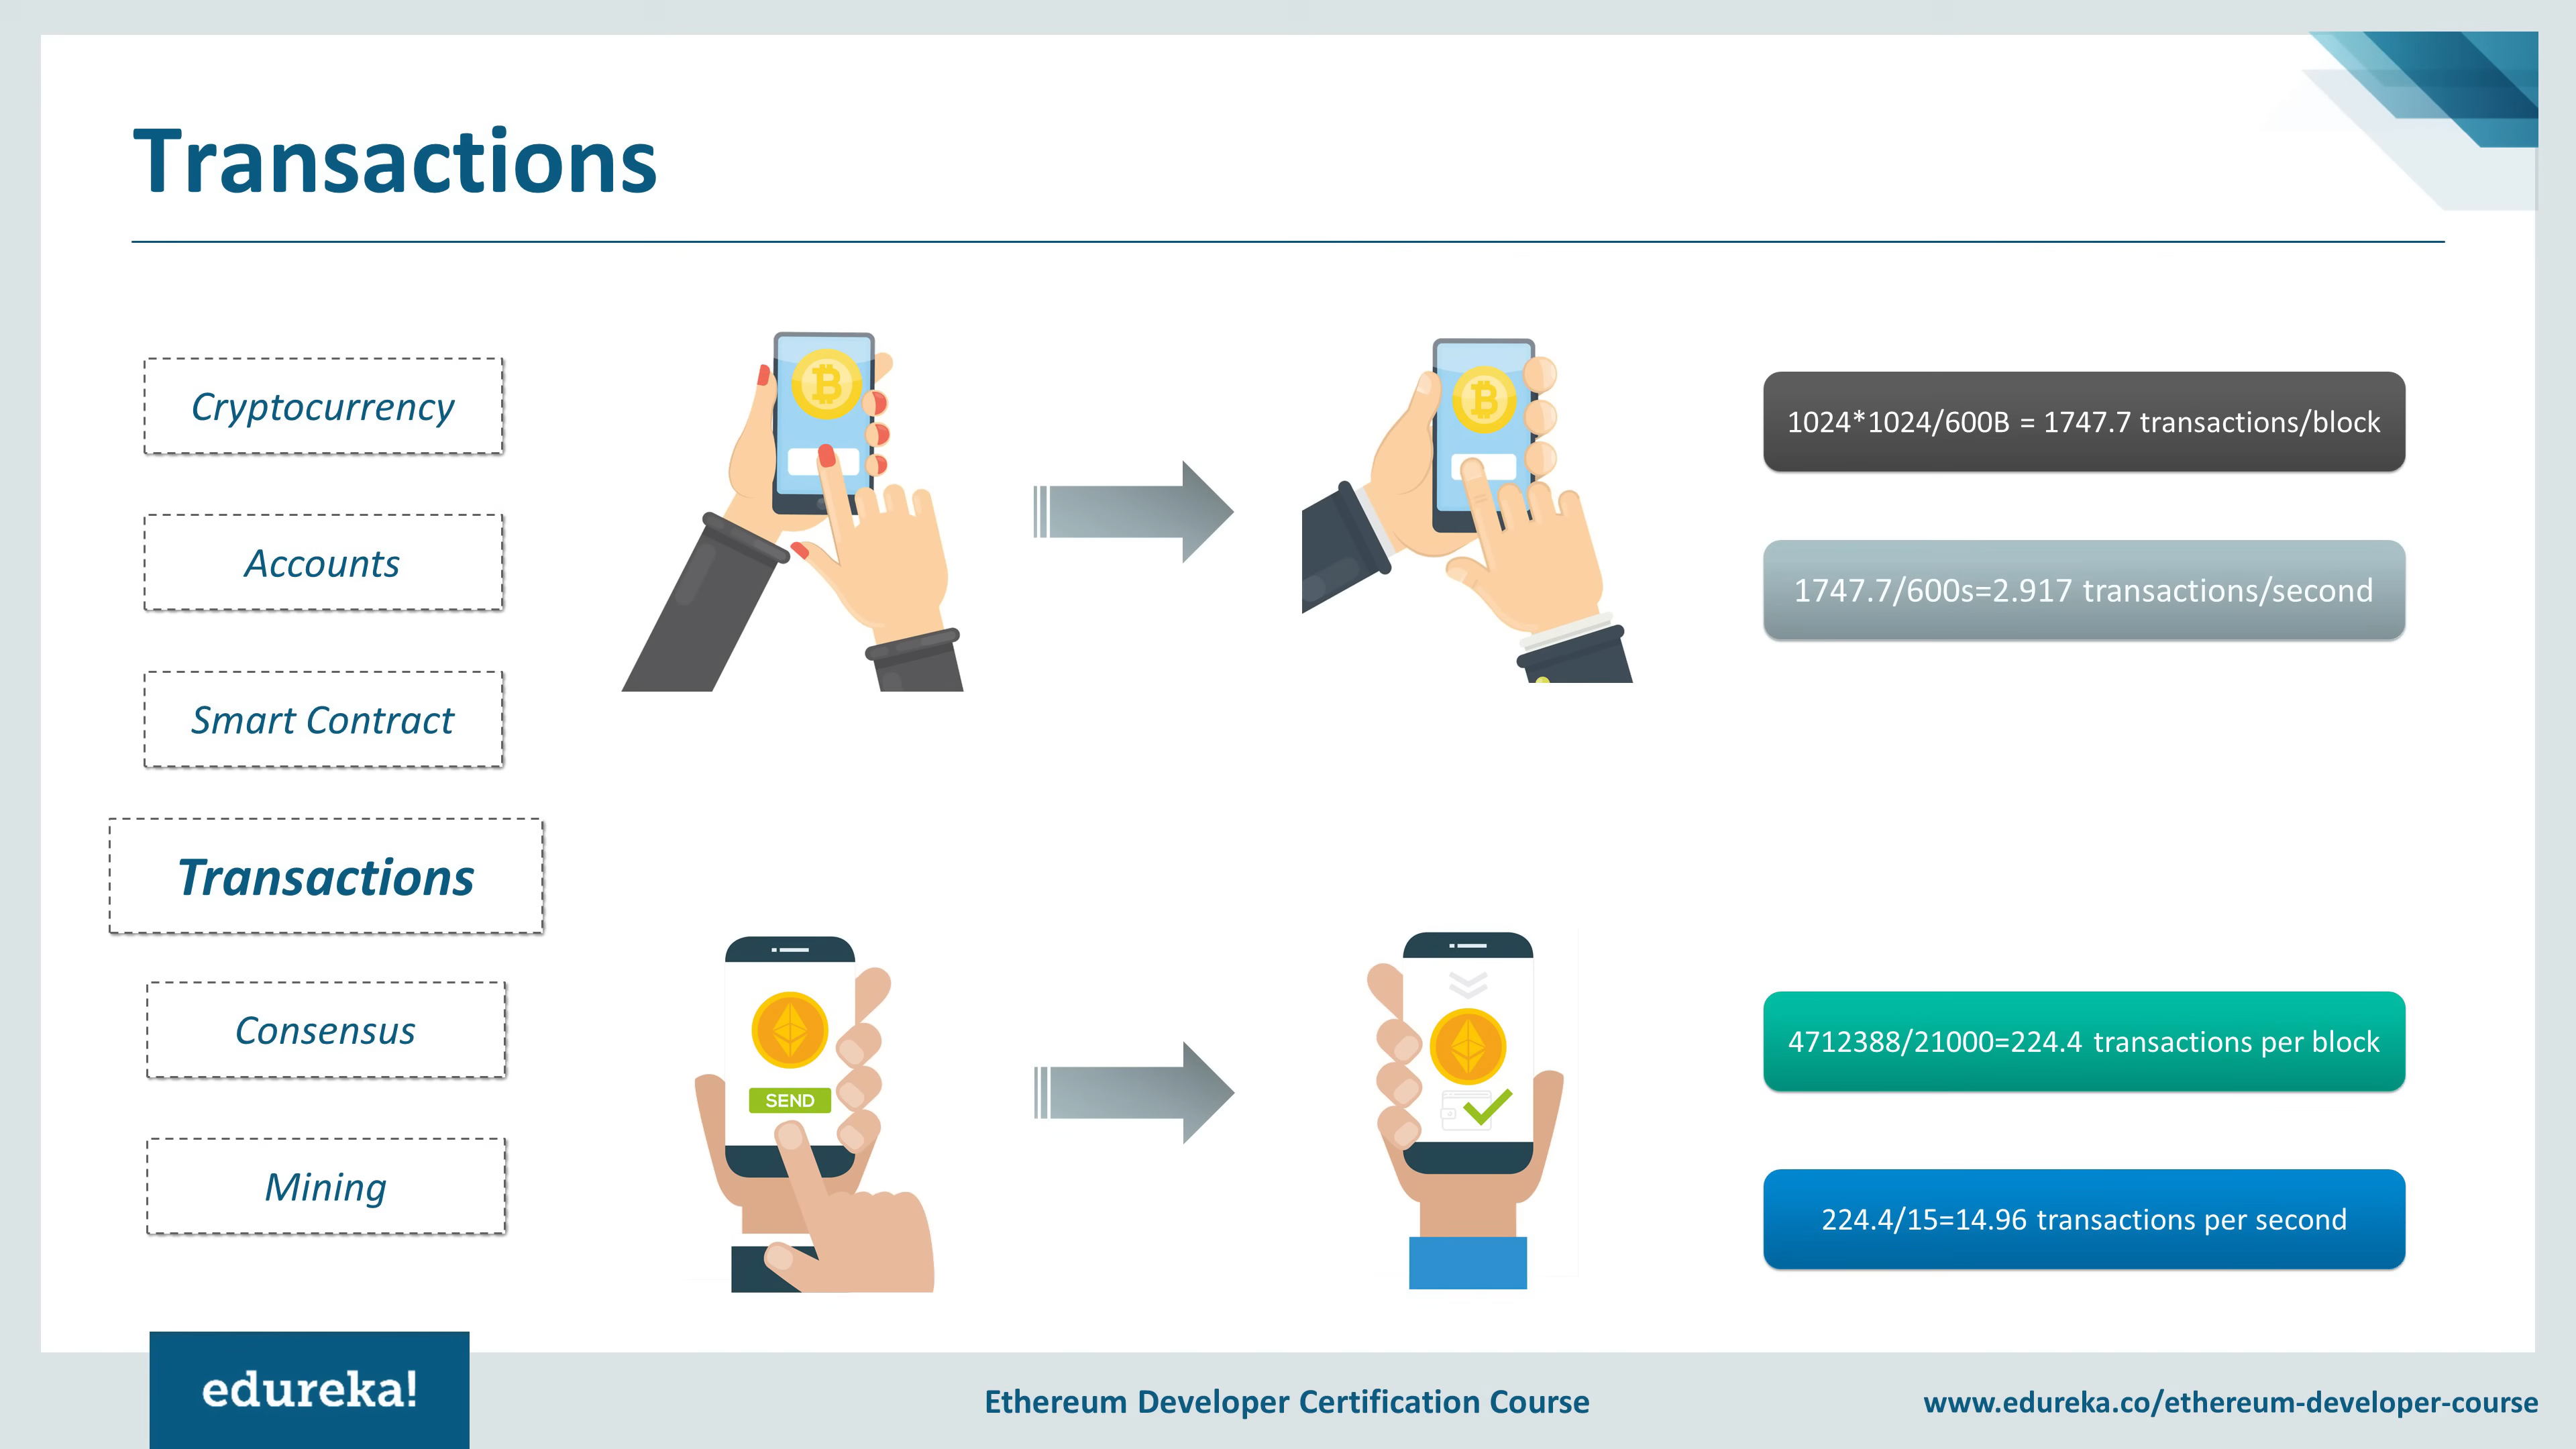 Transactions
Cryptocurrency
Accounts
Smart Contract
Transactions
Consensus
Mining
1024*1024/600B = 1747.7 transactions/block
1747.7/600s=2.917 transactions/second
SEND
4712388/21000=224.4 transactions per block
224.4/15=14.96 transactions per second
edureka!
Ethereum Developer Certification Course
www.edureka.co/ethereum-developer-course